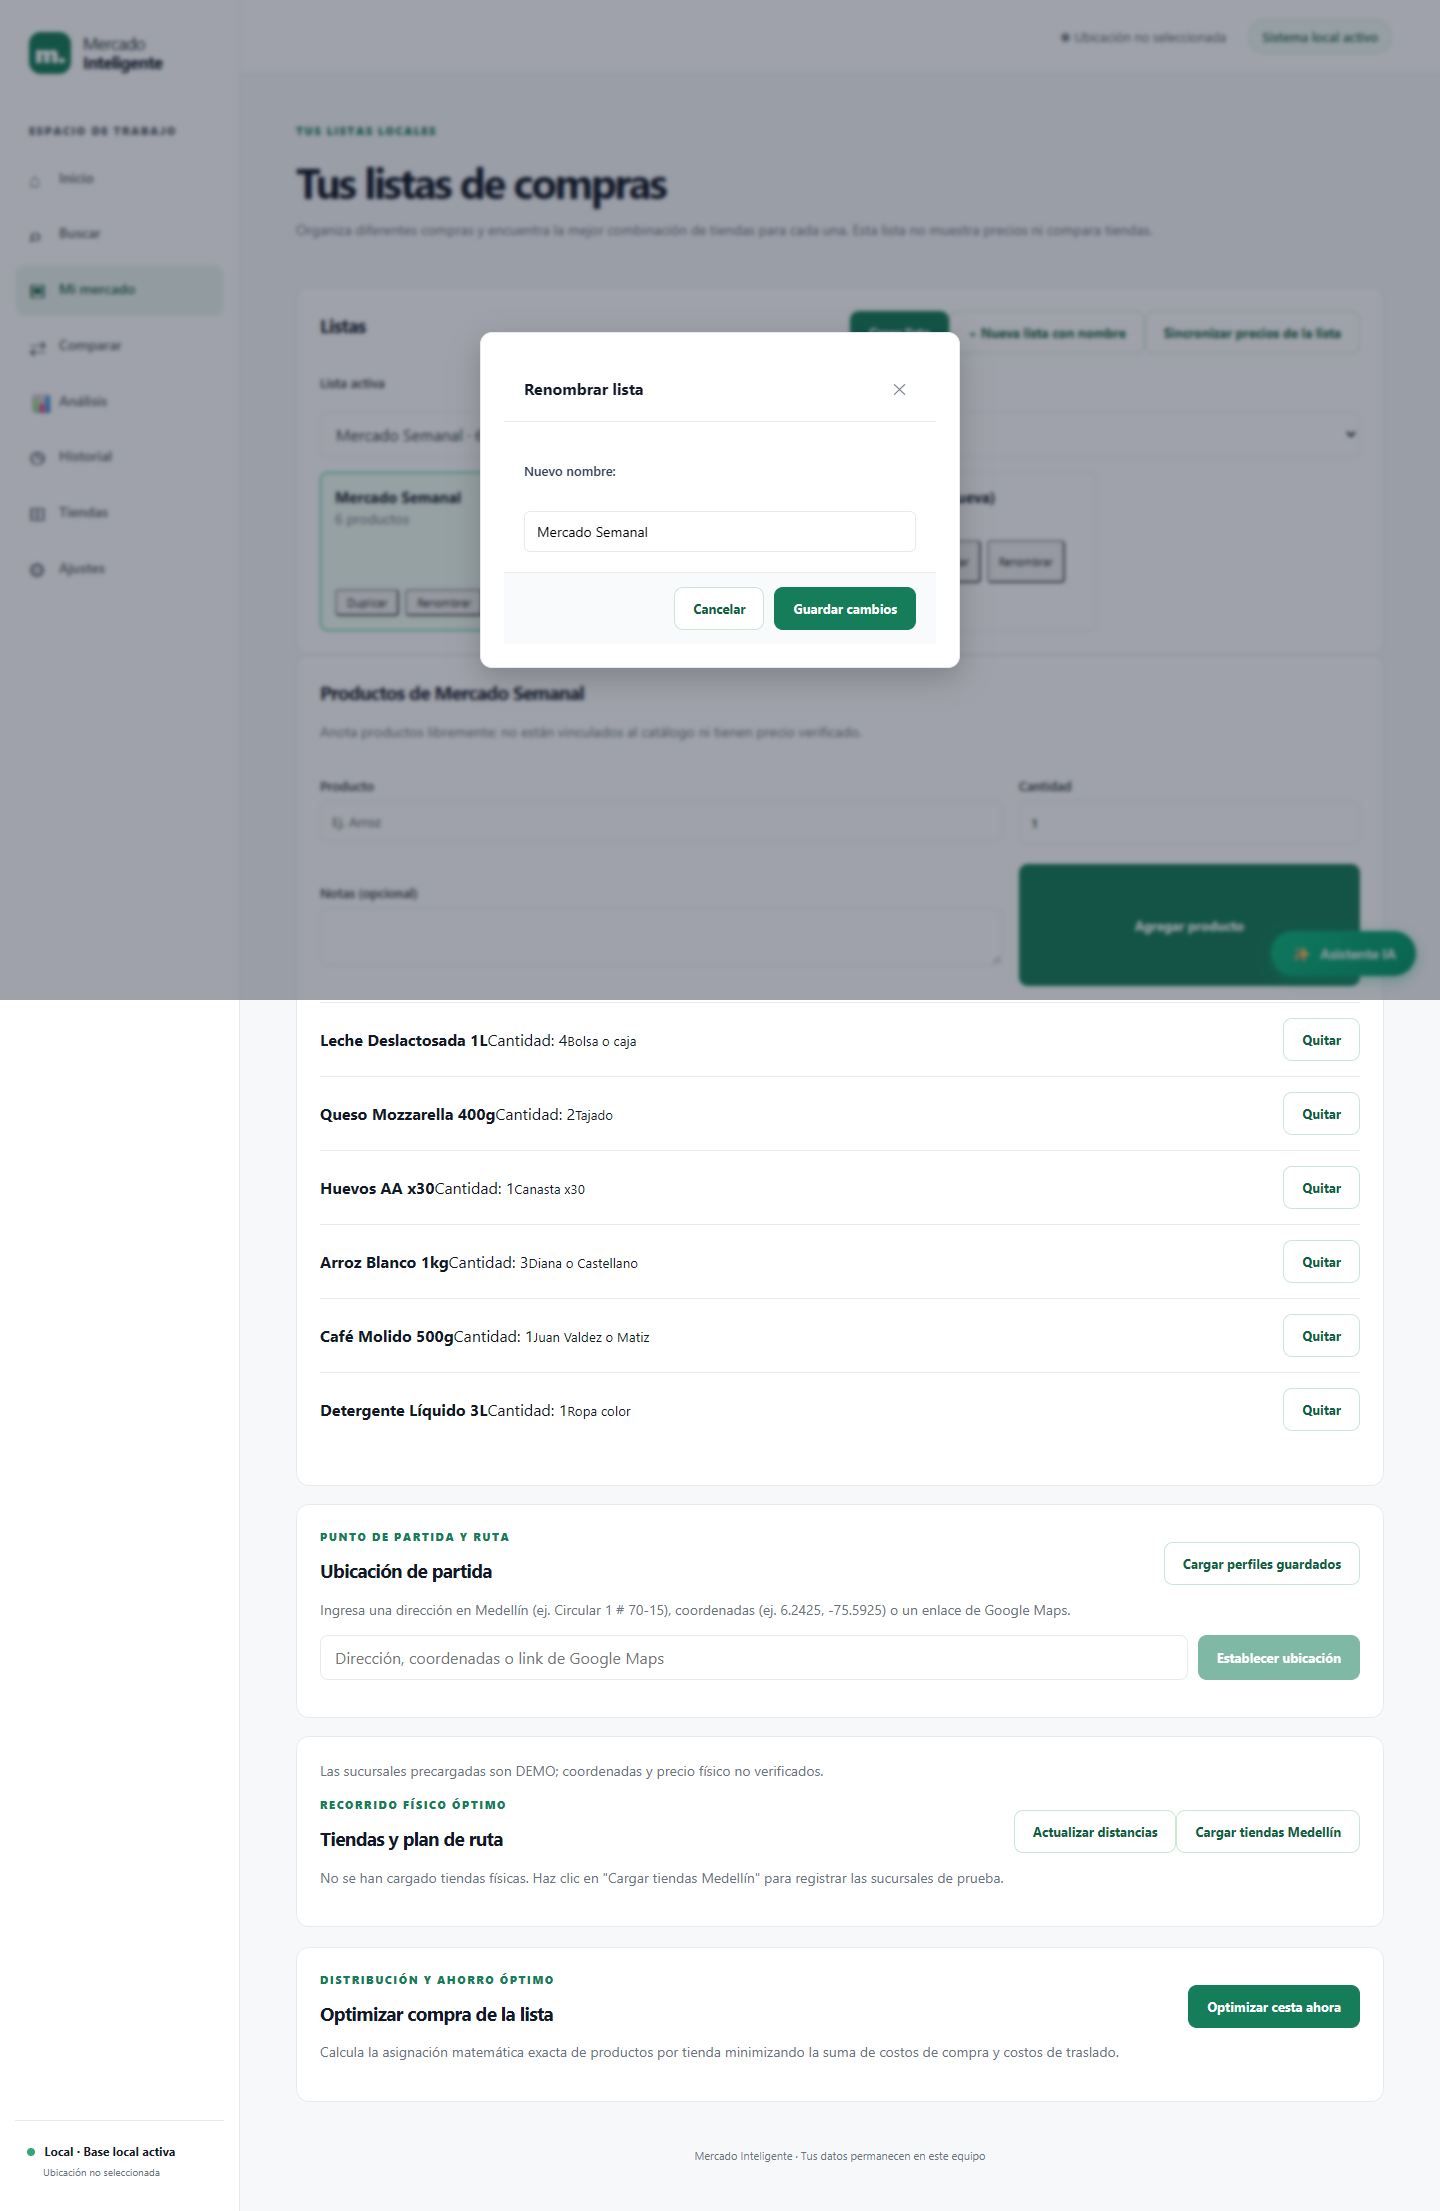 m.
Mercado
Inteligente
Ubicación no seleccionada
Sistema local activo
ESPACIO DE TRABAJO
Inicio
Buscar
Mi mercado
Comparar
Análisis
Historial
Tiendas
Ajustes
TUS LISTAS LOCALES
Tus listas de compras
Organiza diferentes compras y encuentra la mejor combinación de tiendas para cada una. Esta lista no muestra precios ni compara tiendas.
Listas
Nueva lista con nombre
Sincronizar precios de la lista
Lista activa
Mercado Semanal ·
Mercado Semanal
6 productos
Duplicar
Renombrar
Renombrar
Renombrar lista
Nuevo nombre:
Mercado Semanal
Cancelar
Guardar cambios
Productos de Mercado Semanal
Anota productos libremente: no están vinculados al catálogo ni tienen precio verificado.
Producto
Cantidad
Ej. Arroz
1
Notas (opcional)
Agregar producto
Asistente IA
Leche Deslactosada 1LCantidad: 4Bolsa o caja
Quitar
Queso Mozzarella 400gCantidad: 2Tajado
Quitar
Huevos AA x30Cantidad: 1Canasta x30
Quitar
Arroz Blanco 1kgCantidad: 3Diana o Castellano
Quitar
Café Molido 500gCantidad: 1Juan Valdez o Matiz
Quitar
Detergente Líquido 3LCantidad: 1Ropa color
Quitar
PUNTO DE PARTIDA Y RUTA
Ubicación de partida
Cargar perfiles guardados
Ingresa una dirección en Medellín (ej. Circular 1 # 70-15), coordenadas (ej. 6.2425, -75.5925) o un enlace de Google Maps.
Dirección, coordenadas o link de Google Maps
Establecer ubicación
Las sucursales precargadas son DEMO; coordenadas y precio físico no verificados.
RECORRIDO FÍSICO ÓPTIMO
Tiendas y plan de ruta
Actualizar distancias
Cargar tiendas Medellín
No se han cargado tiendas físicas. Haz clic en "Cargar tiendas Medellín" para registrar las sucursales de prueba.
DISTRIBUCIÓN Y AHORRO ÓPTIMO
Optimizar compra de la lista
Optimizar cesta ahora
Calcula la asignación matemática exacta de productos por tienda minimizando la suma de costos de compra y costos de traslado.
Local · Base local activa
Ubicación no seleccionada
Mercado Inteligente · Tus datos permanecen en este equipo